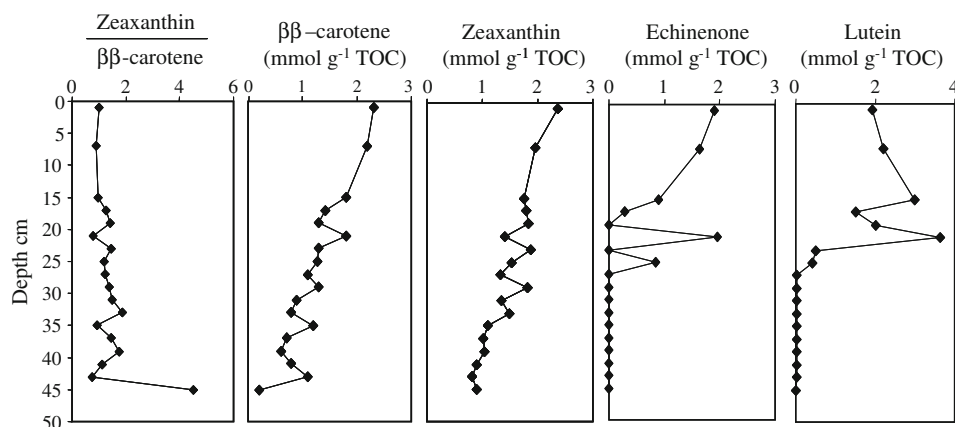 Zeaxanthin
ββ-carotene
ββ–carotene
(mmol g⁻¹ TOC)
Zeaxanthin
(mmol g⁻¹ TOC)
Echinenone
(mmol g⁻¹ TOC)
Lutein
(mmol g⁻¹ TOC)
0 2 4 6
0 1 2 3
0 1 2 3
0 1 2 3
0 2 4
Depth cm
0
5
10
15
20
25
30
35
40
45
50